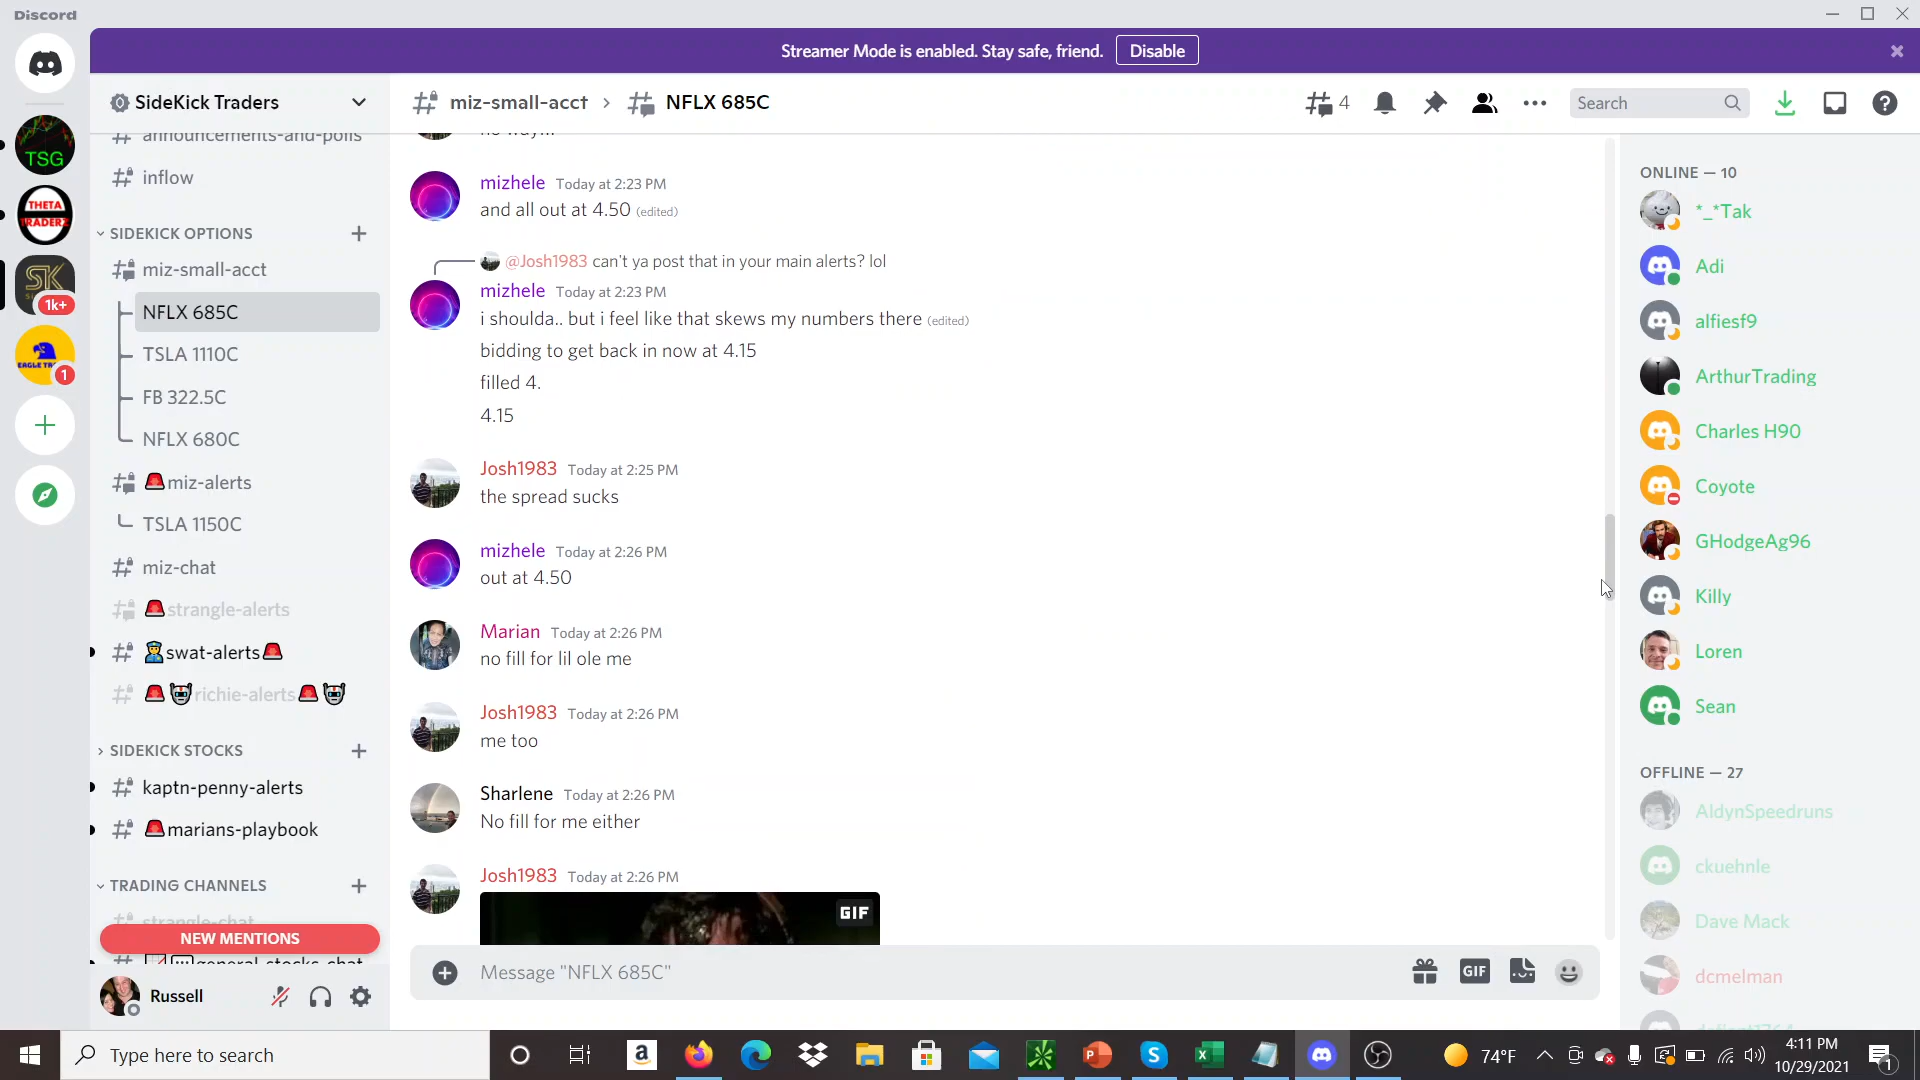 Discord
Streamer Mode is enabled. Stay safe, friend. Disable
SideKick Traders
miz-small-acct > NFLX 685C
4
Search
announcements-and-polls
inflow
SIDEKICK OPTIONS
miz-small-acct
NFLX 685C
TSLA 1110C
FB 322.5C
NFLX 680C
miz-alerts
TSLA 1150C
miz-chat
strangle-alerts
swat-alerts
richie-alerts
SIDEKICK STOCKS
kaptn-penny-alerts
marians-playbook
TRADING CHANNELS
strangle-chat
NEW MENTIONS
general-stocks-chat
Russell
TSG
THETA
TRADERZ
SK
1k+
1
no way...
mizhele Today at 2:23 PM
and all out at 4.50 (edited)
@Josh1983 can't ya post that in your main alerts? lol
mizhele Today at 2:23 PM
i shoulda.. but i feel like that skews my numbers there (edited)
bidding to get back in now at 4.15
filled 4.
4.15
Josh1983 Today at 2:25 PM
the spread sucks
mizhele Today at 2:26 PM
out at 4.50
Marian Today at 2:26 PM
no fill for lil ole me
Josh1983 Today at 2:26 PM
me too
Sharlene Today at 2:26 PM
No fill for me either
Josh1983 Today at 2:26 PM
GIF
Message "NFLX 685C"
GIF
ONLINE — 10
*_*Tak
Adi
alfiesf9
ArthurTrading
Charles H90
Coyote
GHodgeAg96
Killy
Loren
Sean
OFFLINE — 27
AldynSpeedruns
ckuehnle
Dave Mack
dcmelman
Type here to search
74°F
4:11 PM
10/29/2021
1